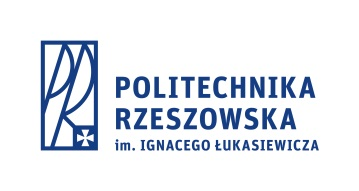 POLITECHNIKA
RZESZOWSKA
im. IGNACEGO ŁUKASIEWICZA